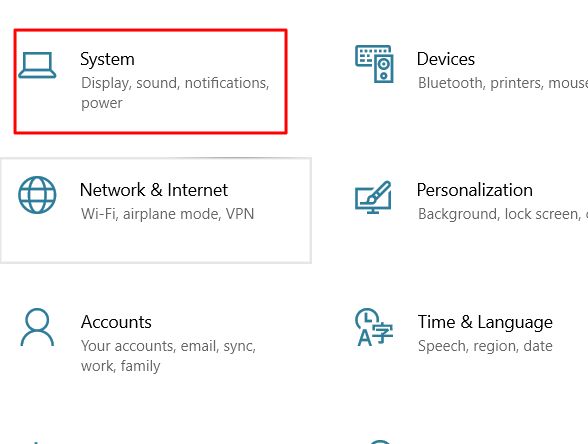 System
Display, sound, notifications,
power
Devices
Bluetooth, printers, mouse
Network & Internet
Wi-Fi, airplane mode, VPN
Personalization
Background, lock screen,
Accounts
Your accounts, email, sync,
work, family
Time & Language
Speech, region, date